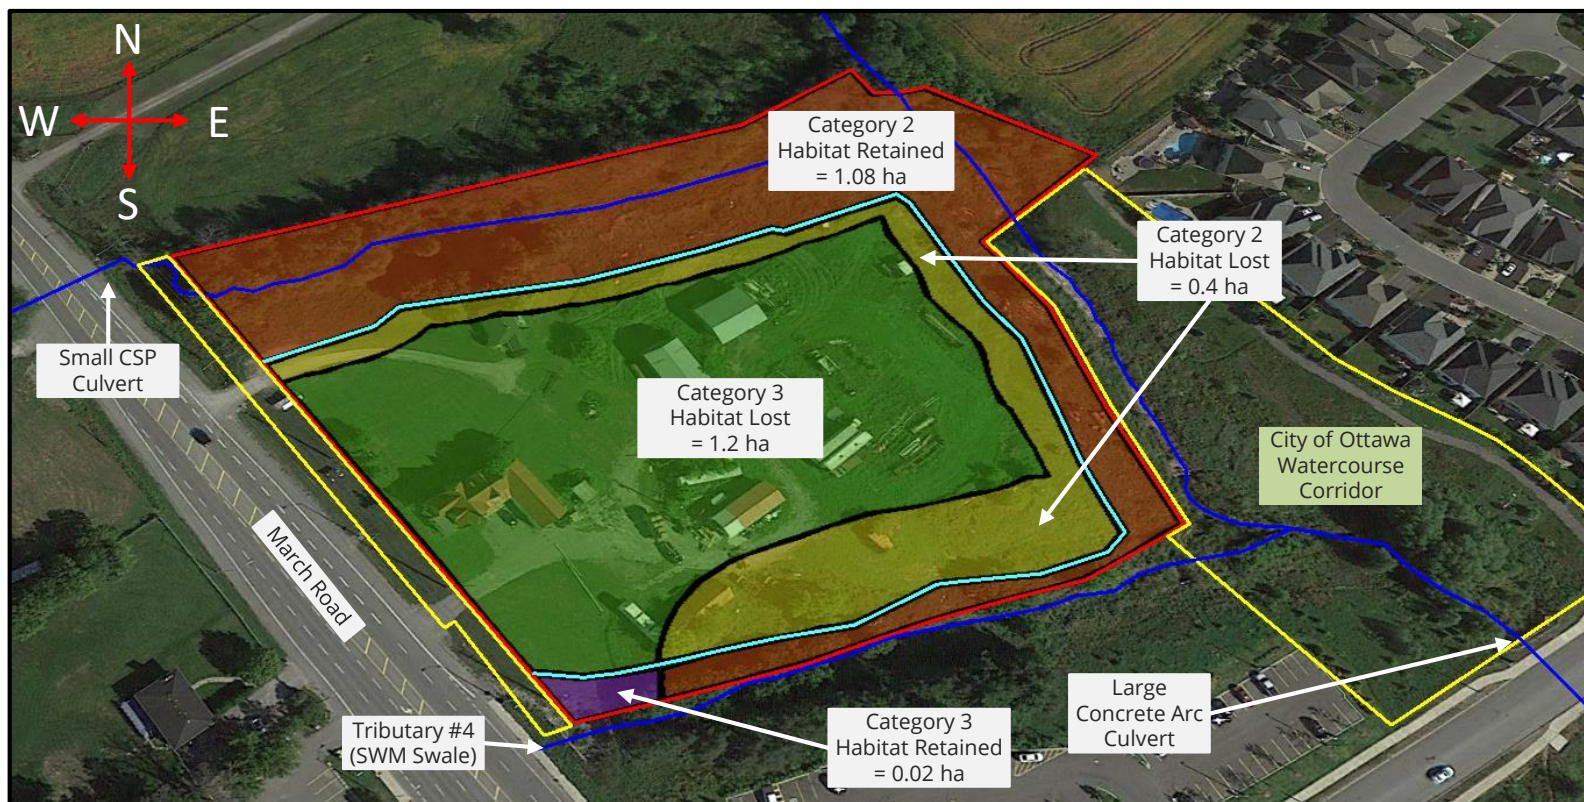 N
W
E
S
Category 2
Habitat Retained
= 1.08 ha
Category 2
Habitat Lost
= 0.4 ha
Small CSP
Culvert
Category 3
Habitat Lost
= 1.2 ha
City of Ottawa
Watercourse
Corridor
March Road
Tributary #4
(SWM Swale)
Category 3
Habitat Retained
= 0.02 ha
Large
Concrete Arc
Culvert